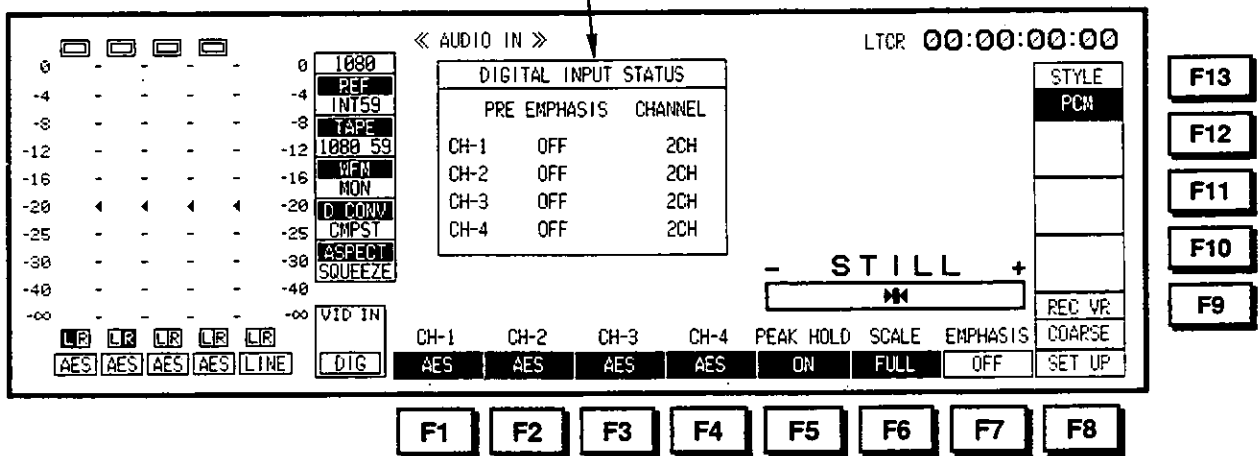 ≪ AUDIO IN ≫
LTCR 00:00:00:00
0 - - - - - 0
-4 - - - - - -4
-8 - - - - - -8
-12 - - - - - -12
-16 - - - - - -16
-20 -20
-25 - - - - - -25
-30 - - - - - -30
-40 - - - - - -40
-∞ - - - - - -∞
LR LR LR LR LR
AES AES AES AES LINE
1080
REF
INT59
TAPE
1080 59
MON
D CONV
CMPST
ASPECT
SQUEEZE
VID IN
DIG
DIGITAL INPUT STATUS
PRE EMPHASIS CHANNEL
CH-1 OFF 2CH
CH-2 OFF 2CH
CH-3 OFF 2CH
CH-4 OFF 2CH
- STILL +
CH-1 CH-2 CH-3 CH-4 PEAK HOLD SCALE EMPHASIS
AES AES AES AES ON FULL OFF
STYLE
PCM
REC VR
COARSE
SET UP
F13
F12
F11
F10
F9
F1 F2 F3 F4 F5 F6 F7 F8